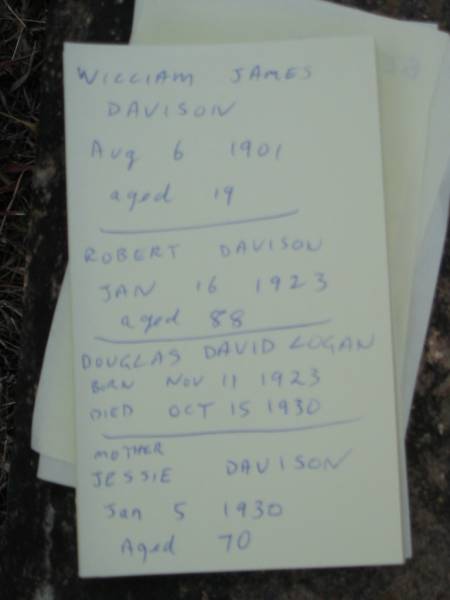 WILLIAM JAMES
DAVISON
Aug 6 1901
aged 19
ROBERT DAVISON
JAN 16 1923
aged 88
DOUGLAS DAVID LOGAN
BORN NOV 11 1923
DIED OCT 15 1930
MOTHER
JESSIE DAVISON
Jan 5 1930
Aged 70